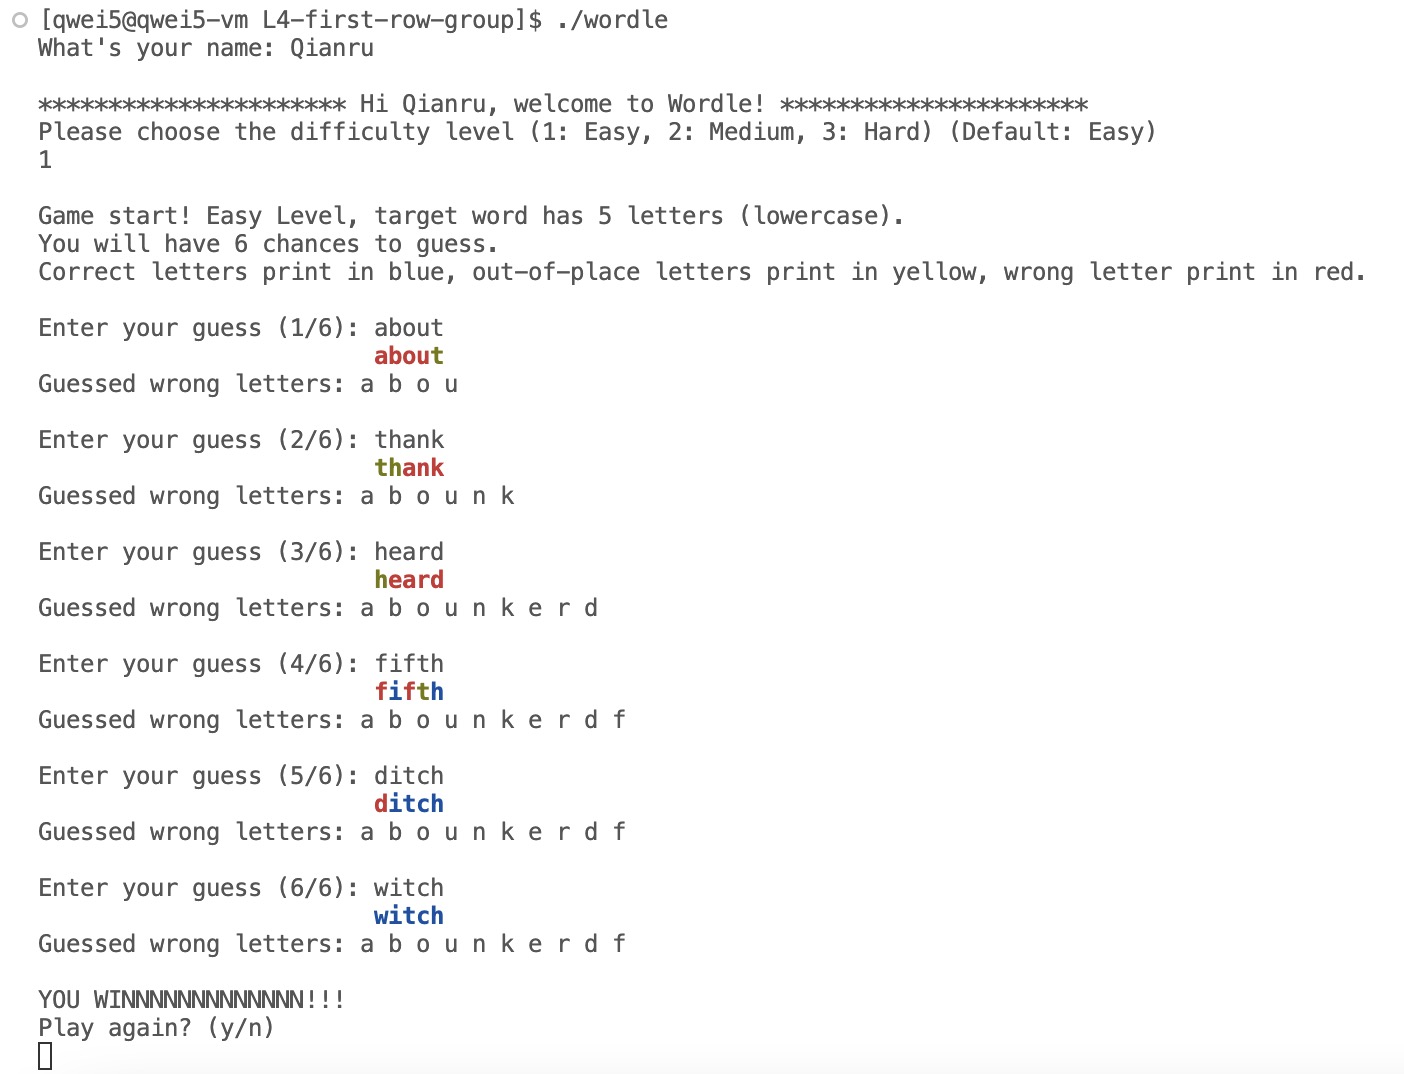 [qwei5@qwei5-vm L4-first-row-group]$ ./wordle
What's your name: Qianru
********************** Hi Qianru, welcome to Wordle! **********************
Please choose the difficulty level (1: Easy, 2: Medium, 3: Hard) (Default: Easy)
1
Game start! Easy Level, target word has 5 letters (lowercase).
You will have 6 chances to guess.
Correct letters print in blue, out-of-place letters print in yellow, wrong letter print in red.
Enter your guess (1/6): about
about
Guessed wrong letters: a b o u
Enter your guess (2/6): thank
thank
Guessed wrong letters: a b o u n k
Enter your guess (3/6): heard
heard
Guessed wrong letters: a b o u n k e r d
Enter your guess (4/6): fifth
fifth
Guessed wrong letters: a b o u n k e r d f
Enter your guess (5/6): ditch
ditch
Guessed wrong letters: a b o u n k e r d f
Enter your guess (6/6): witch
witch
Guessed wrong letters: a b o u n k e r d f
YOU WINNNNNNNNNNNNN!!!
Play again? (y/n)